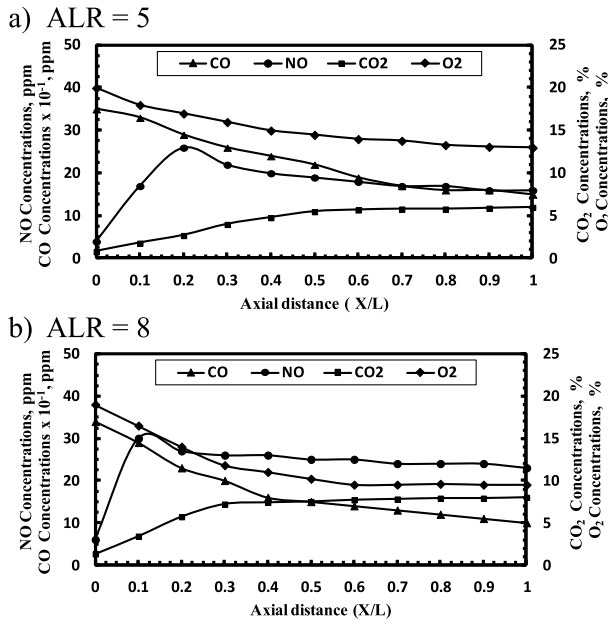 a) ALR = 5
NO Concentrations, ppm
CO Concentrations x 10⁻¹, ppm
50
40
30
20
10
0
CO NO CO2 O2
25
20
15
10
5
0
CO₂ Concentrations, %
O₂ Concentrations, %
0 0.1 0.2 0.3 0.4 0.5 0.6 0.7 0.8 0.9 1
Axial distance ( X/L)
b) ALR = 8
NO Concentrations, ppm
CO Concentrations x 10⁻¹, ppm
50
40
30
20
10
0
CO NO CO2 O2
25
20
15
10
5
0
CO₂ Concentrations, %
O₂ Concentrations, %
0 0.1 0.2 0.3 0.4 0.5 0.6 0.7 0.8 0.9 1
Axial distance (X/L)